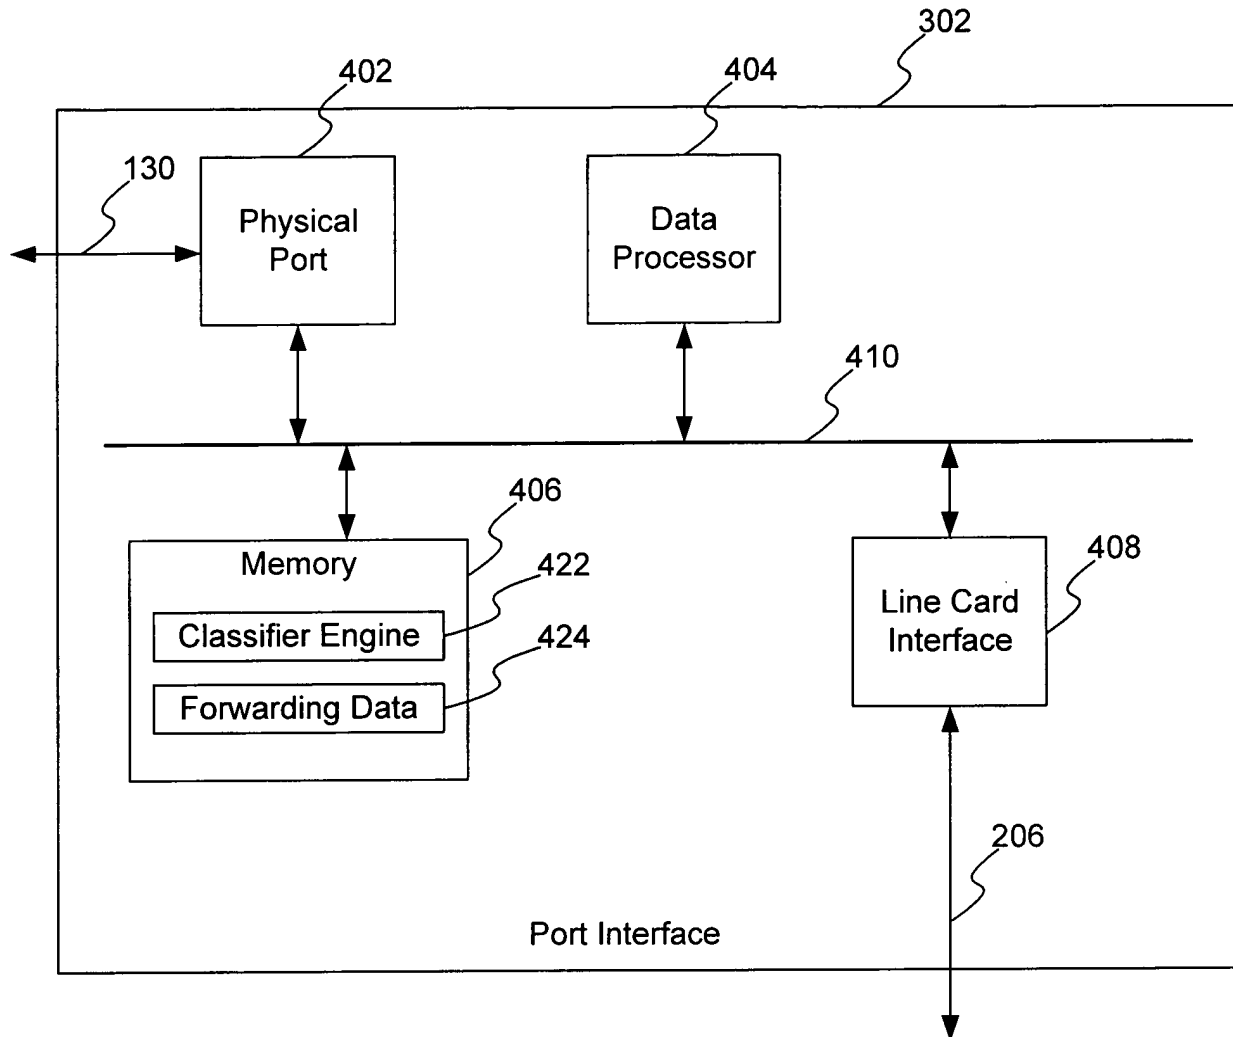 302
402
404
130
Physical
Port
Data
Processor
410
406
Memory
422
Classifier Engine
424
Forwarding Data
408
Line Card
Interface
206
Port Interface